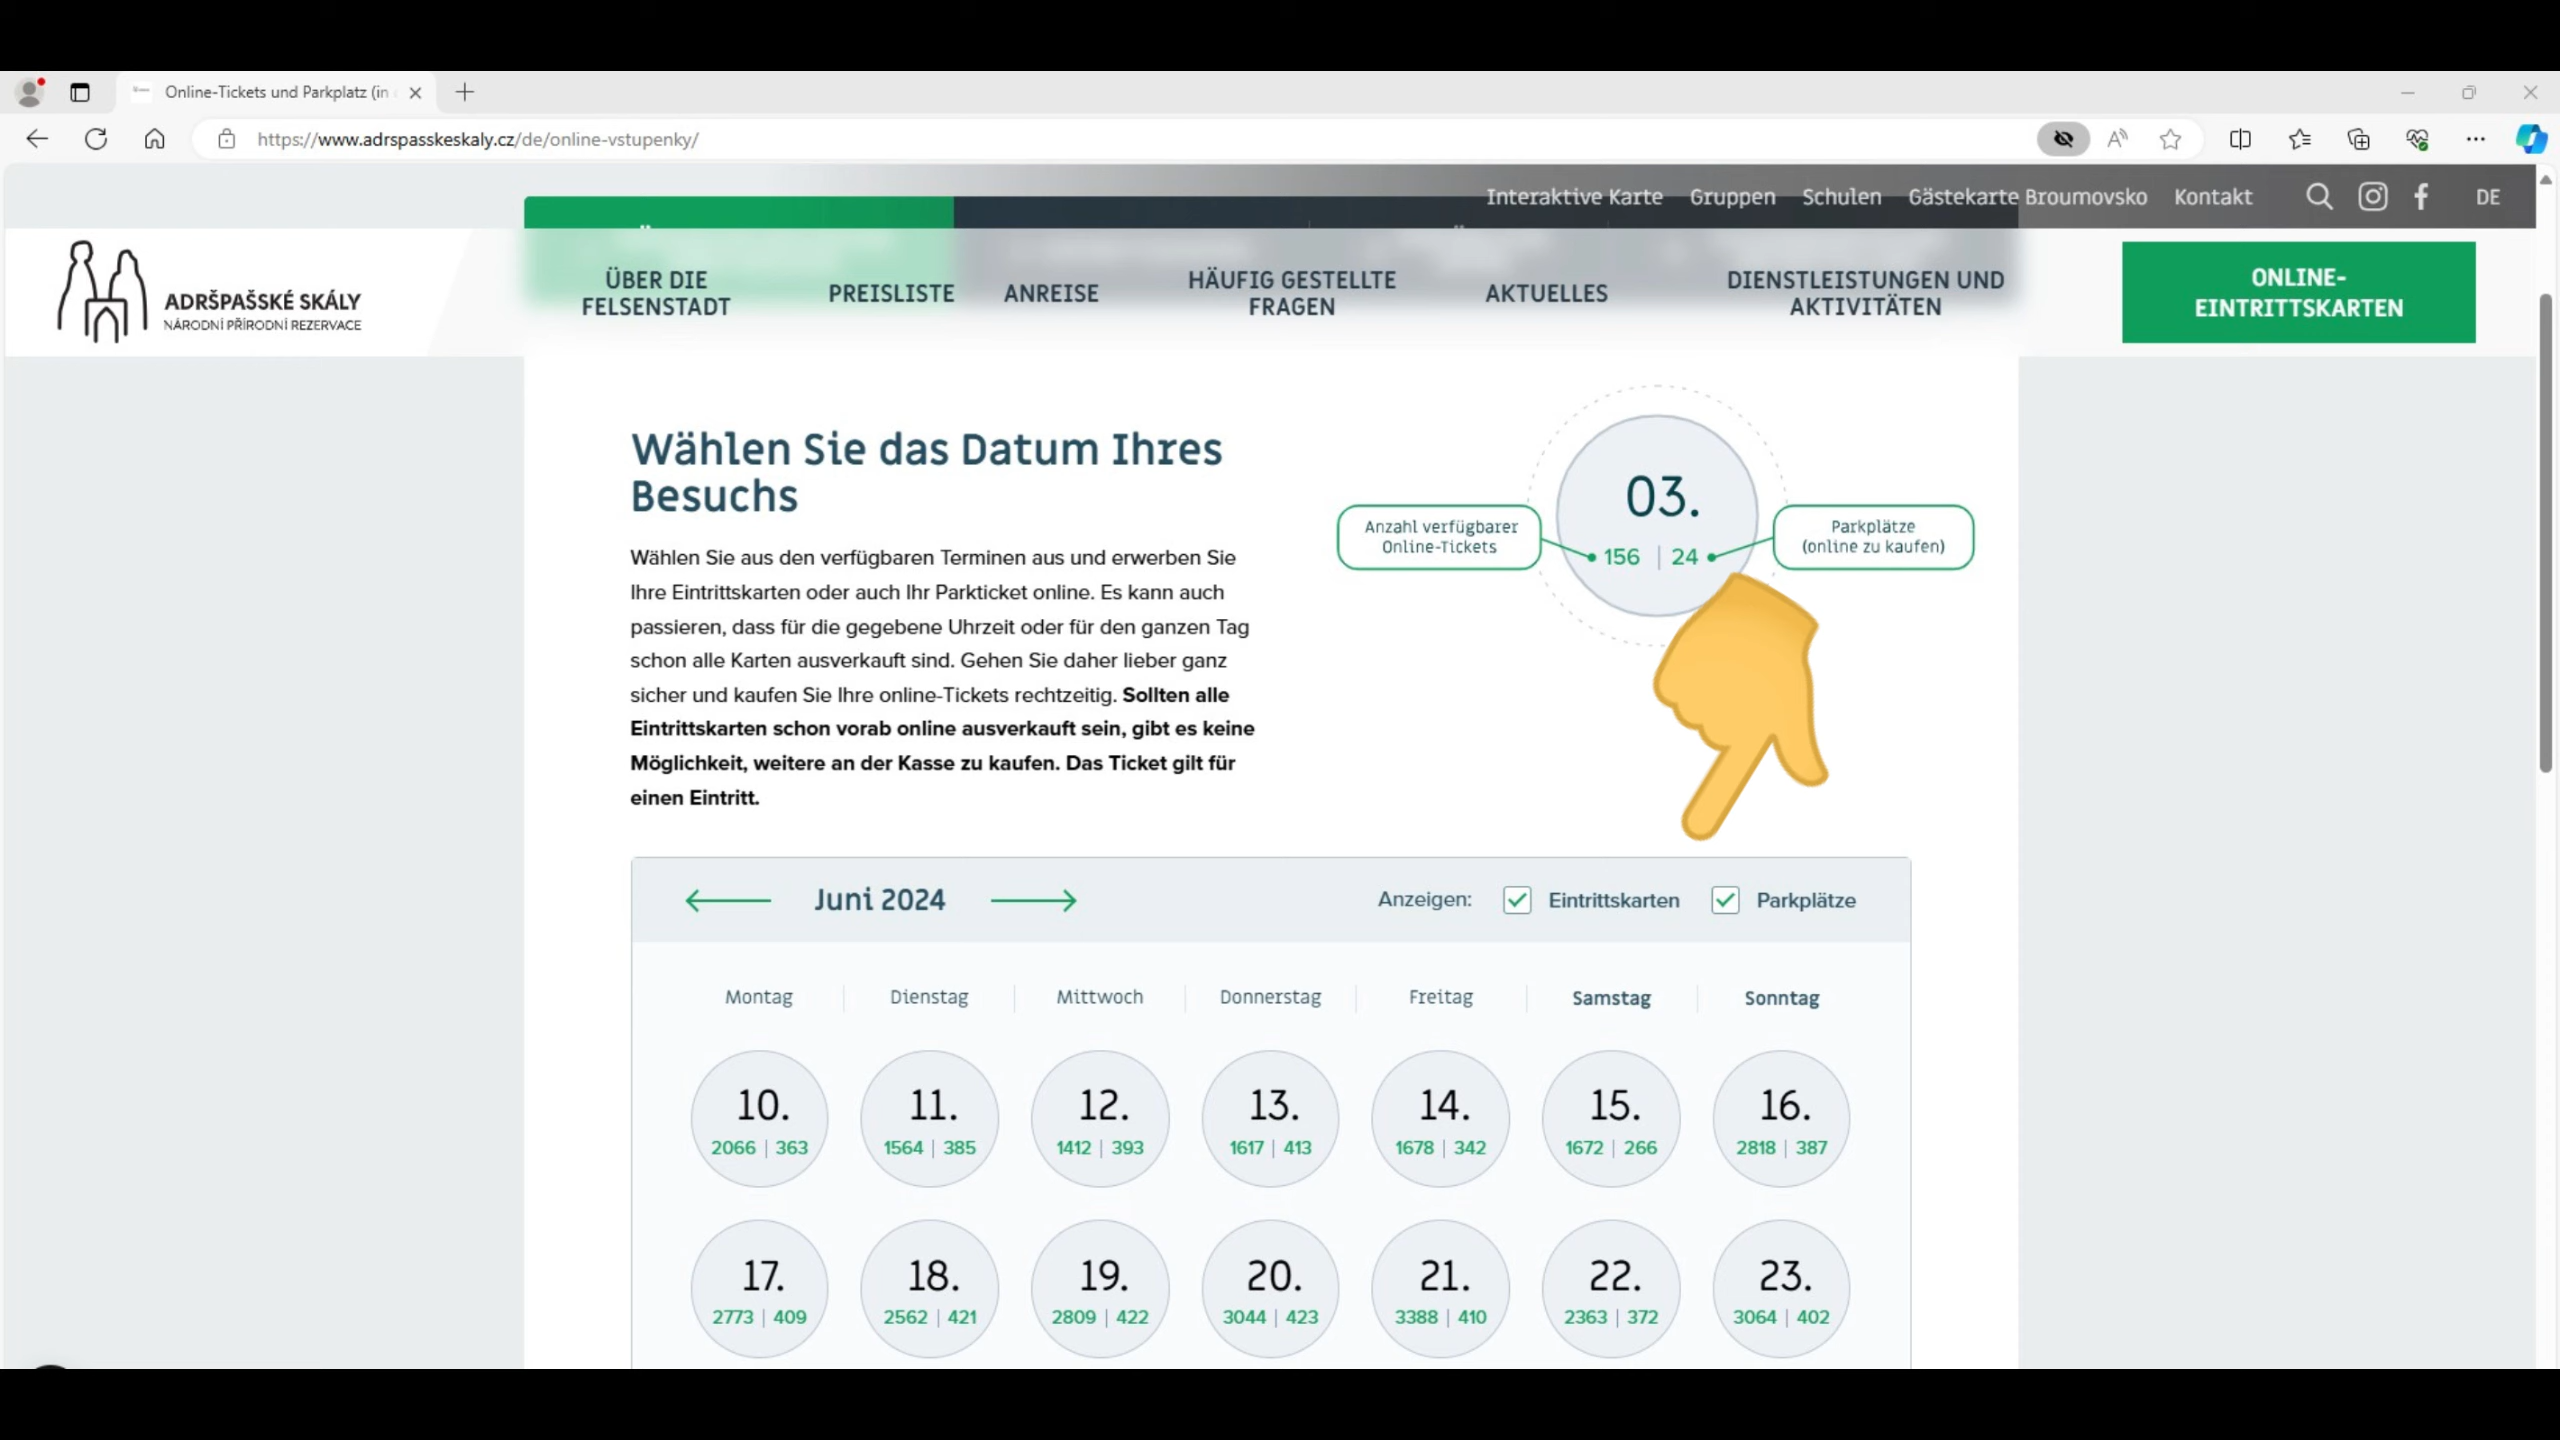 Online-Tickets und Parkplatz (in
https://www.adrspasskeskaly.cz/de/online-vstupenky/
Interaktive Karte Gruppen Schulen Gästekarte Broumovsko Kontakt DE
ADRŠPAŠSKÉ SKÁLY
NÁRODNÍ PŘÍRODNÍ REZERVACE
ÜBER DIE
FELSENSTADT
PREISLISTE
ANREISE
HÄUFIG GESTELLTE
FRAGEN
AKTUELLES
DIENSTLEISTUNGEN UND
AKTIVITÄTEN
ONLINE-
EINTRITTSKARTEN
Wählen Sie das Datum Ihres
Besuchs
Wählen Sie aus den verfügbaren Terminen aus und erwerben Sie
Ihre Eintrittskarten oder auch Ihr Parkticket online. Es kann auch
passieren, dass für die gegebene Uhrzeit oder für den ganzen Tag
schon alle Karten ausverkauft sind. Gehen Sie daher lieber ganz
sicher und kaufen Sie Ihre online-Tickets rechtzeitig. Sollten alle
Eintrittskarten schon vorab online ausverkauft sein, gibt es keine
Möglichkeit, weitere an der Kasse zu kaufen. Das Ticket gilt für
einen Eintritt.
03.
Anzahl verfügbarer
Online-Tickets
156 | 24
Parkplätze
(online zu kaufen)
Juni 2024
Anzeigen: Eintrittskarten Parkplätze
Montag Dienstag Mittwoch Donnerstag Freitag Samstag Sonntag
10. 11. 12. 13. 14. 15. 16.
2066 | 363 1564 | 385 1412 | 393 1617 | 413 1678 | 342 1672 | 266 2818 | 387
17. 18. 19. 20. 21. 22. 23.
2773 | 409 2562 | 421 2809 | 422 3044 | 423 3388 | 410 2363 | 372 3064 | 402